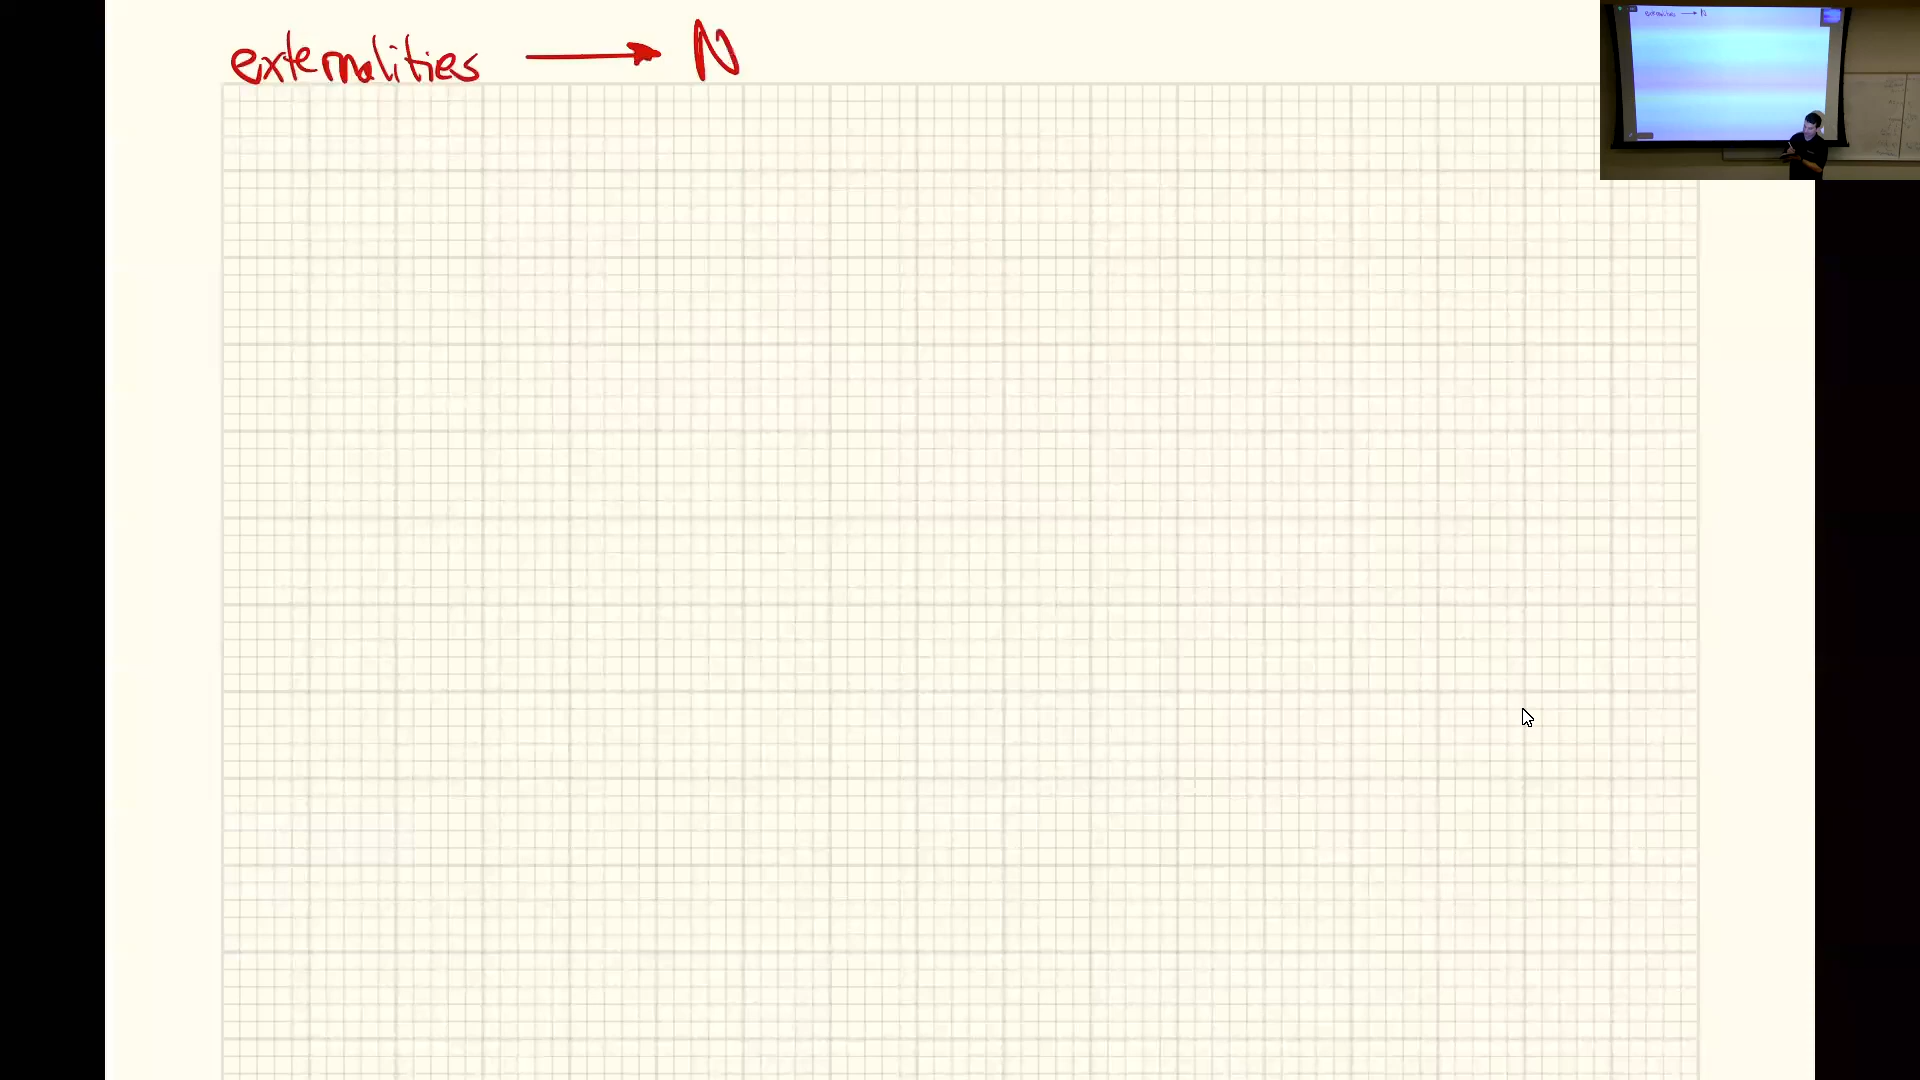 externalities → N